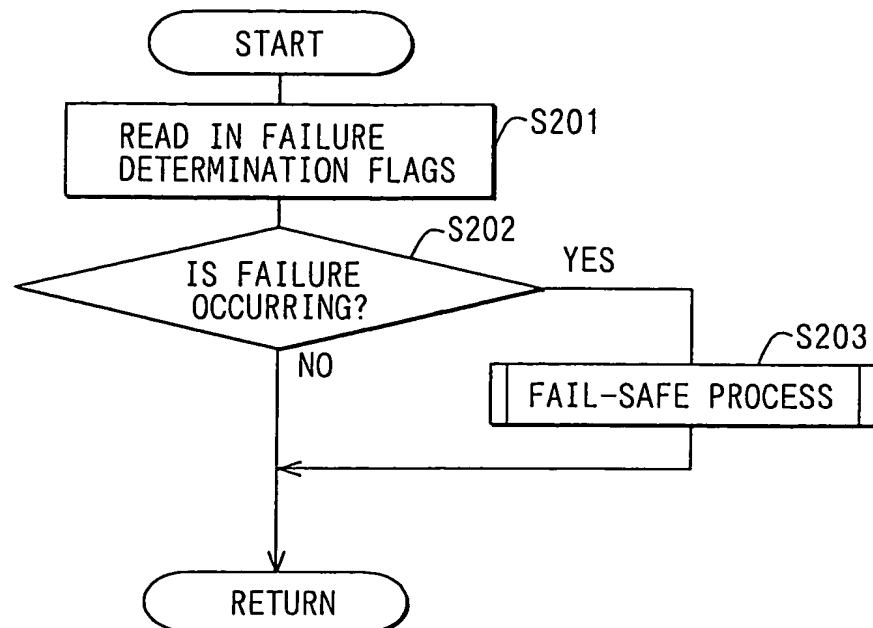 START
READ IN FAILURE
DETERMINATION FLAGS
S201
S202
IS FAILURE
OCCURRING?
YES
NO
S203
FAIL-SAFE PROCESS
RETURN